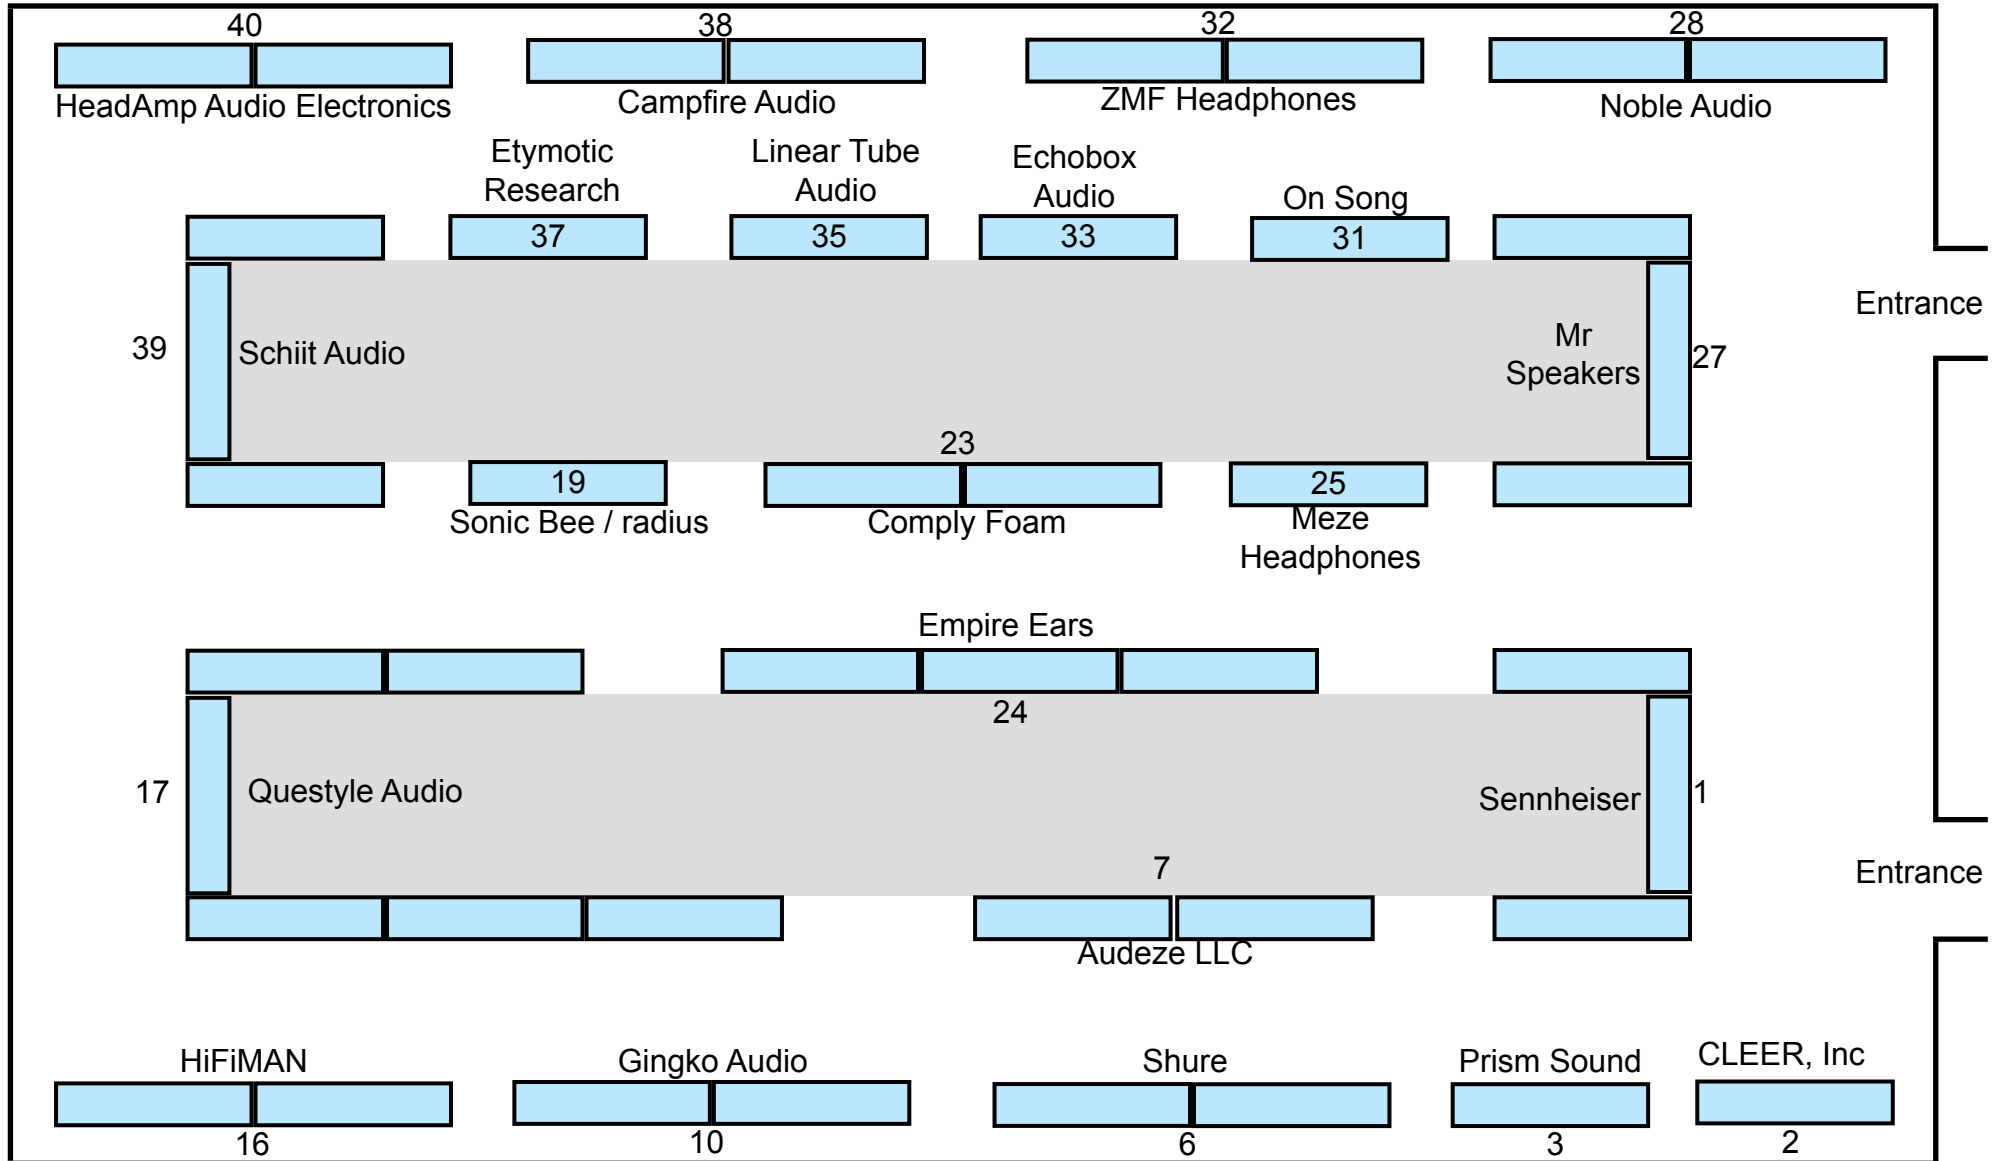 40
38
32
28
HeadAmp Audio Electronics
Campfire Audio
ZMF Headphones
Noble Audio
Etymotic
Research
Linear Tube
Audio
Echobox
Audio
On Song
37
35
33
31
Entrance
39
Schiit Audio
Mr
Speakers
27
23
19
25
Sonic Bee / radius
Comply Foam
Meze
Headphones
Empire Ears
24
17
Questyle Audio
Sennheiser
1
7
Entrance
Audeze LLC
HiFiMAN
Gingko Audio
Shure
Prism Sound
CLEER, Inc
16
10
6
3
2